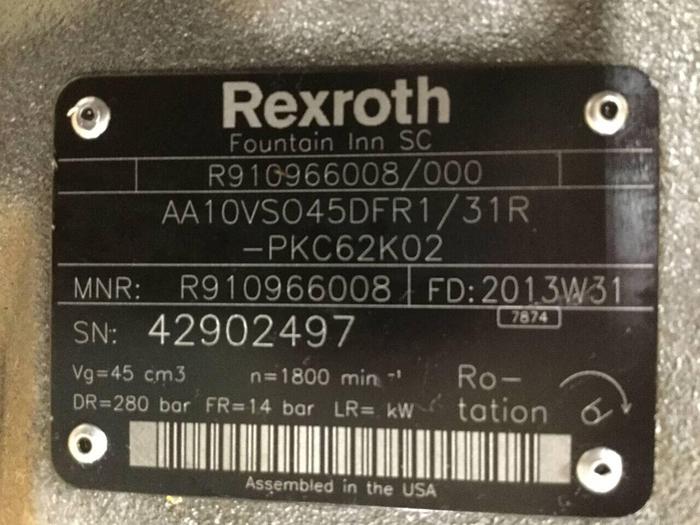 Rexroth
Fountain Inn SC
R910966008/000
AA10VSO45DFR1/31R
-PKC62K02
MNR: R910966008 FD: 2013W31
SN: 42902497 7874
Vg=45 cm3 n=1800 min -1 Ro-
DR=280 bar FR=14 bar LR= kW tation
Assembled in the USA